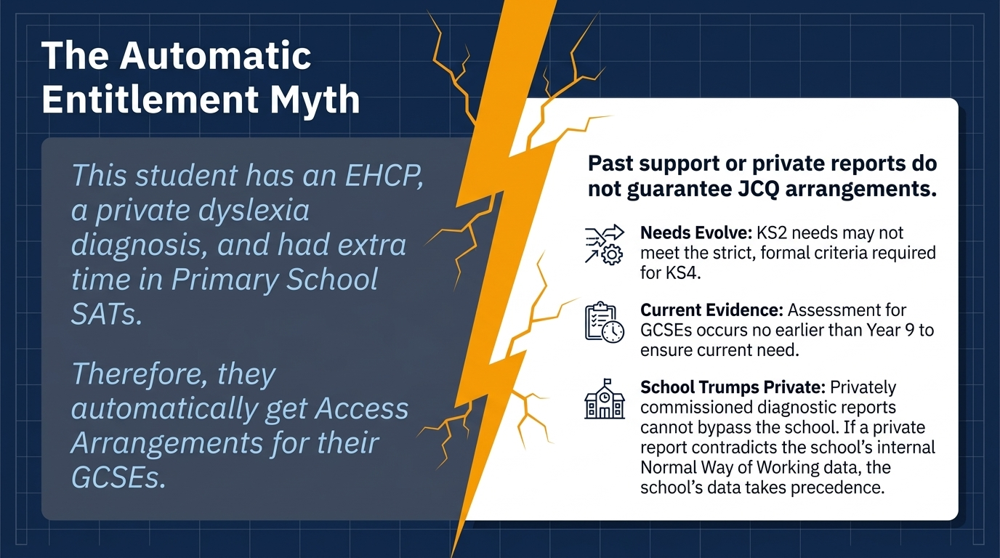 The Automatic
Entitlement Myth
This student has an EHCP,
a private dyslexia
diagnosis, and had extra
time in Primary School
SATs.
Therefore, they
automatically get Access
Arrangements for their
GCSEs.
Past support or private reports do
not guarantee JCQ arrangements.
Needs Evolve: KS2 needs may not
meet the strict, formal criteria required
for KS4.
Current Evidence: Assessment for
GCSEs occurs no earlier than Year 9 to
ensure current need.
School Trumps Private: Privately
commissioned diagnostic reports
cannot bypass the school. If a private
report contradicts the school’s internal
Normal Way of Working data, the
school’s data takes precedence.